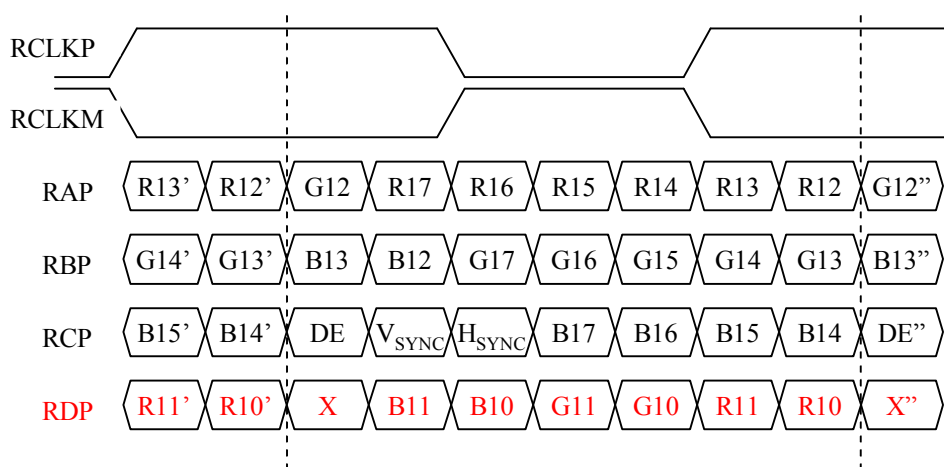 RCLKP
RCLKM
RAP R13’ R12’ G12 R17 R16 R15 R14 R13 R12 G12”
RBP G14’ G13’ B13 B12 G17 G16 G15 G14 G13 B13”
RCP B15’ B14’ DE VSYNC HSYNC B17 B16 B15 B14 DE”
RDP R11’ R10’ X B11 B10 G11 G10 R11 R10 X”